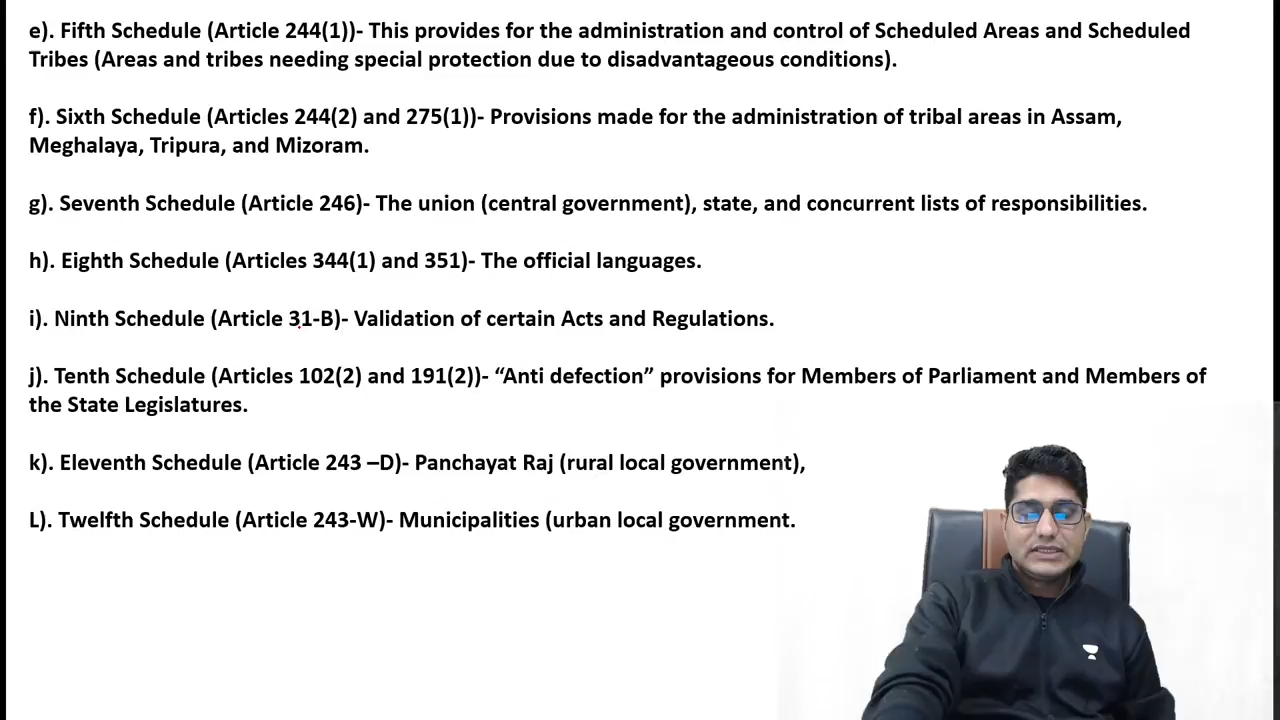 e). Fifth Schedule (Article 244(1))- This provides for the administration and control of Scheduled Areas and Scheduled
Tribes (Areas and tribes needing special protection due to disadvantageous conditions).
f). Sixth Schedule (Articles 244(2) and 275(1))- Provisions made for the administration of tribal areas in Assam,
Meghalaya, Tripura, and Mizoram.
g). Seventh Schedule (Article 246)- The union (central government), state, and concurrent lists of responsibilities.
h). Eighth Schedule (Articles 344(1) and 351)- The official languages.
i). Ninth Schedule (Article 31-B)- Validation of certain Acts and Regulations.
j). Tenth Schedule (Articles 102(2) and 191(2))- “Anti defection” provisions for Members of Parliament and Members of
the State Legislatures.
k). Eleventh Schedule (Article 243 –D)- Panchayat Raj (rural local government),
L). Twelfth Schedule (Article 243-W)- Municipalities (urban local government.